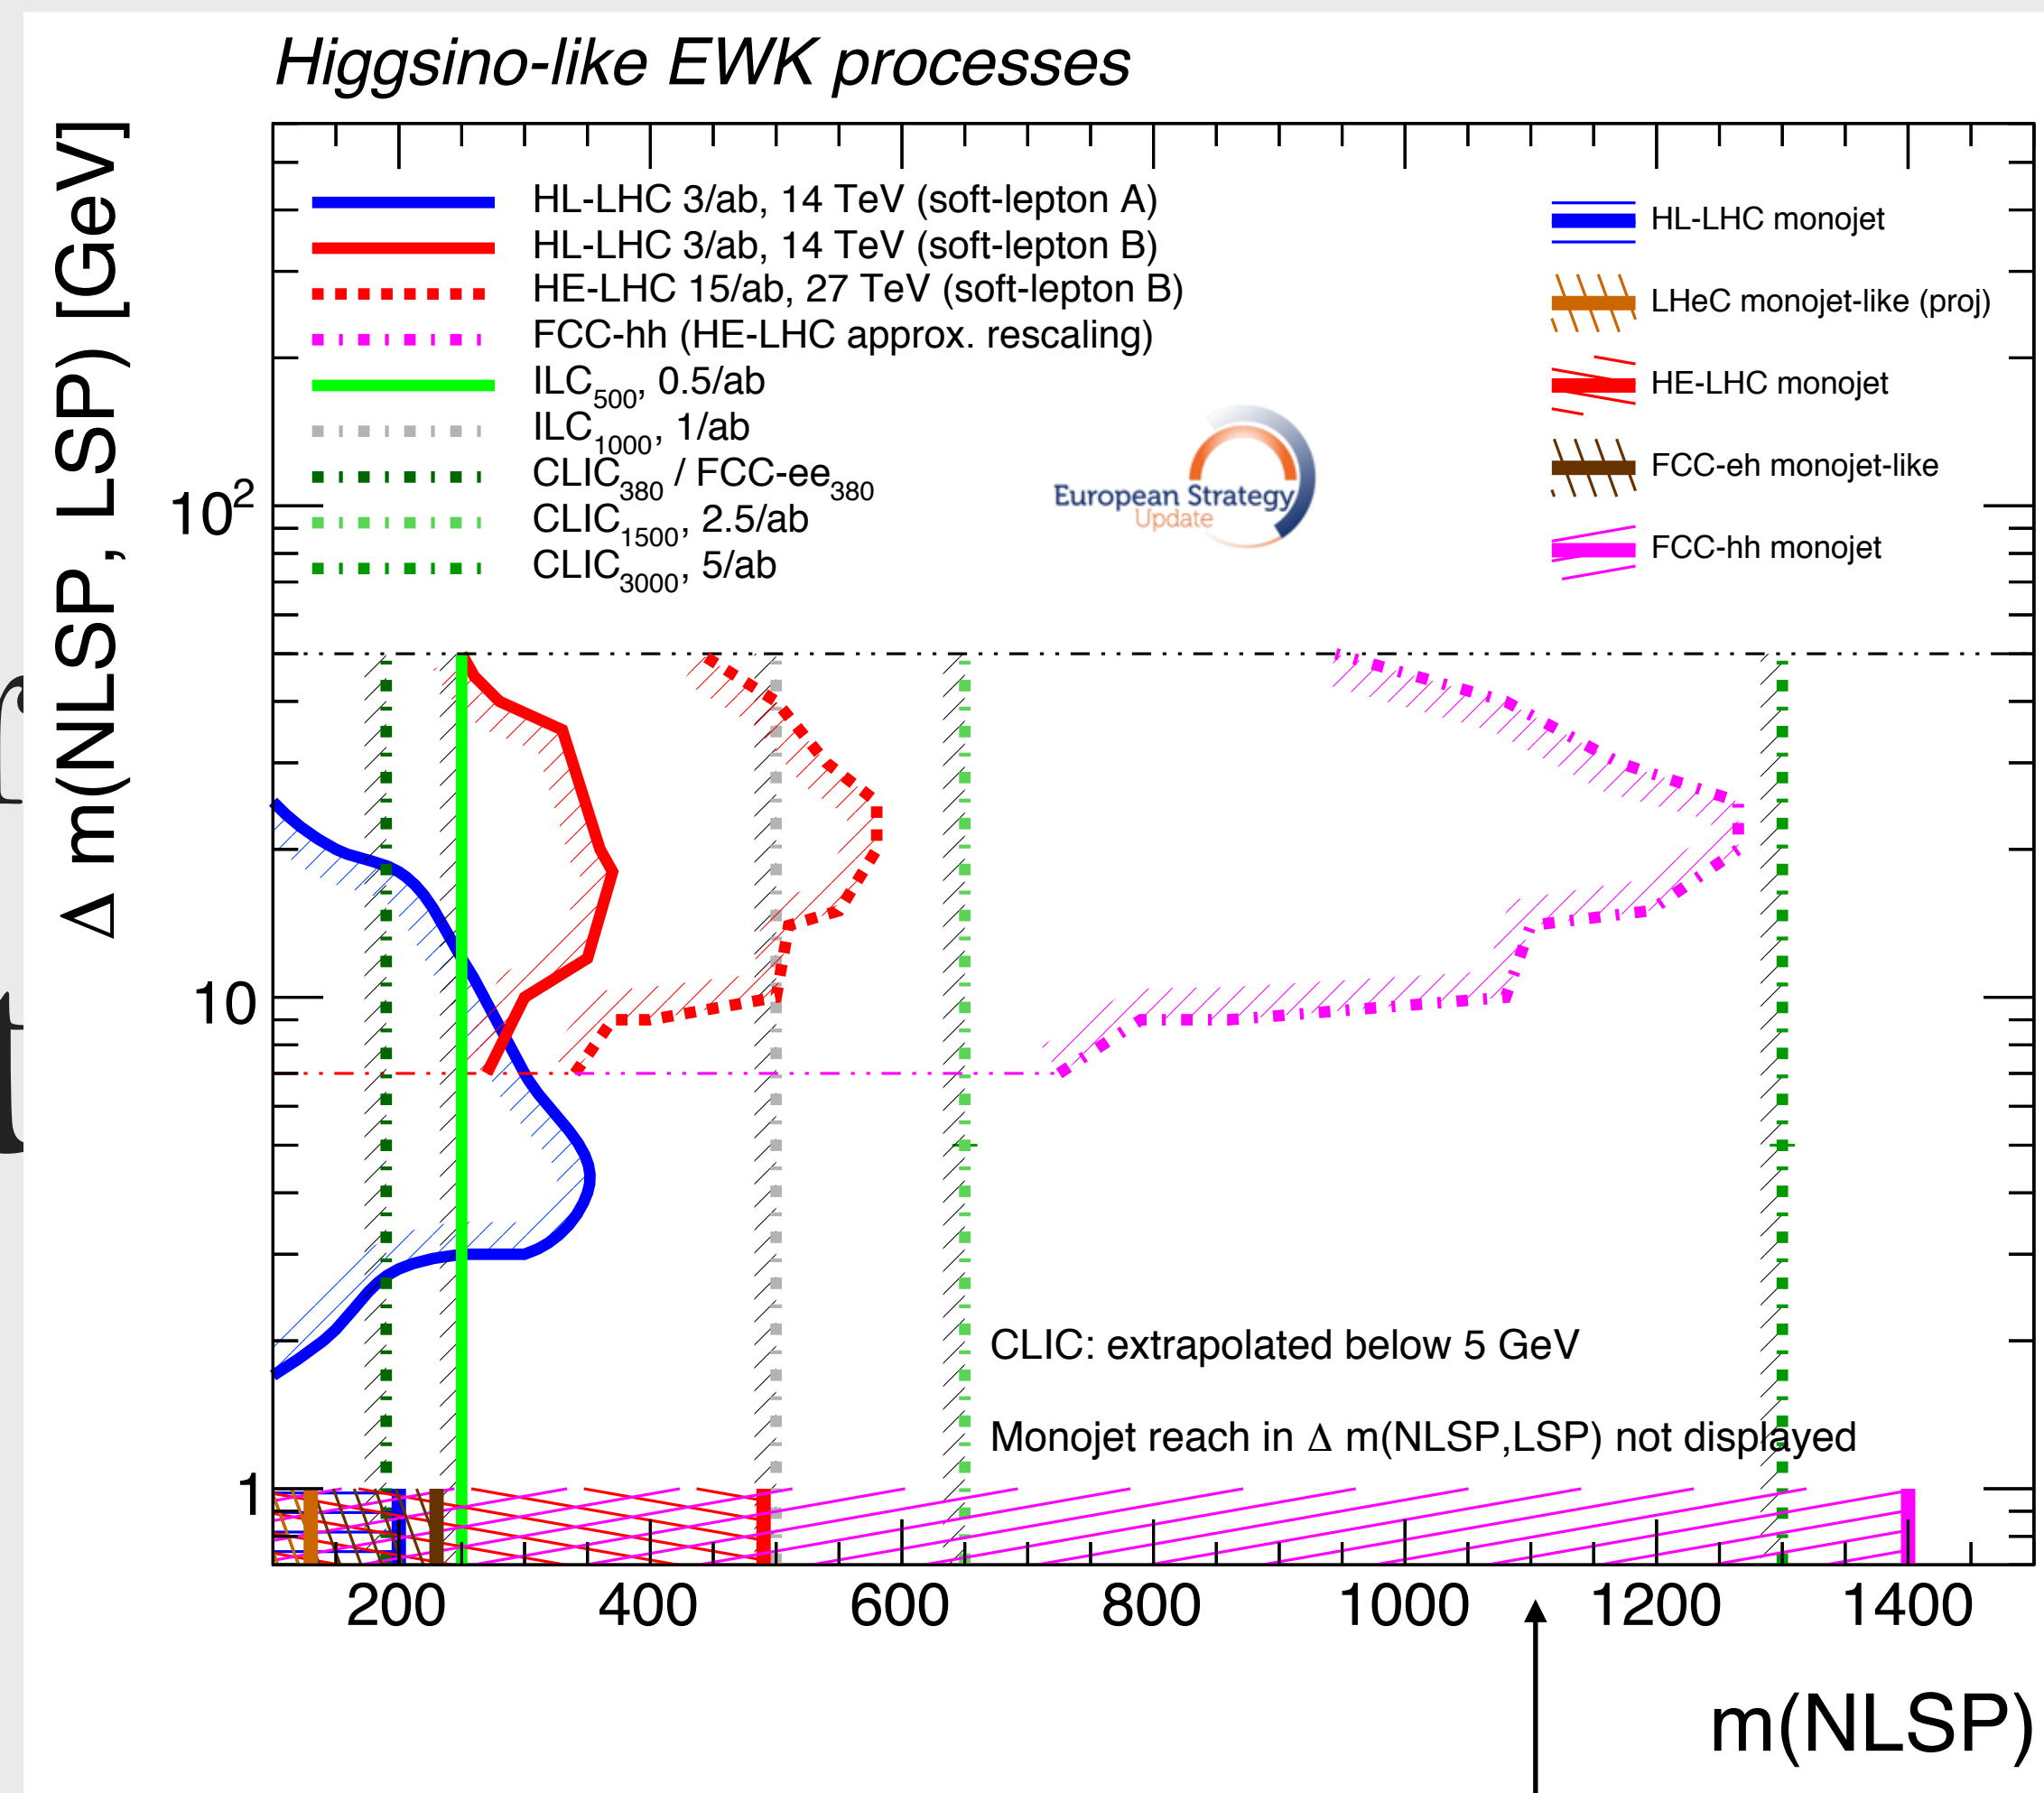 Higgsino-like EWK processes
Δ m(NLSP, LSP) [GeV]
HL-LHC 3/ab, 14 TeV (soft-lepton A)
HL-LHC 3/ab, 14 TeV (soft-lepton B)
HE-LHC 15/ab, 27 TeV (soft-lepton B)
FCC-hh (HE-LHC approx. rescaling)
ILC500, 0.5/ab
ILC1000, 1/ab
CLIC380 / FCC-ee380
CLIC1500, 2.5/ab
CLIC3000, 5/ab
HL-LHC monojet
LHeC monojet-like (proj)
HE-LHC monojet
FCC-eh monojet-like
FCC-hh monojet
European Strategy
Update
10²
10
1
CLIC: extrapolated below 5 GeV
Monojet reach in Δ m(NLSP,LSP) not displayed
200 400 600 800 1000 1200 1400
m(NLSP)